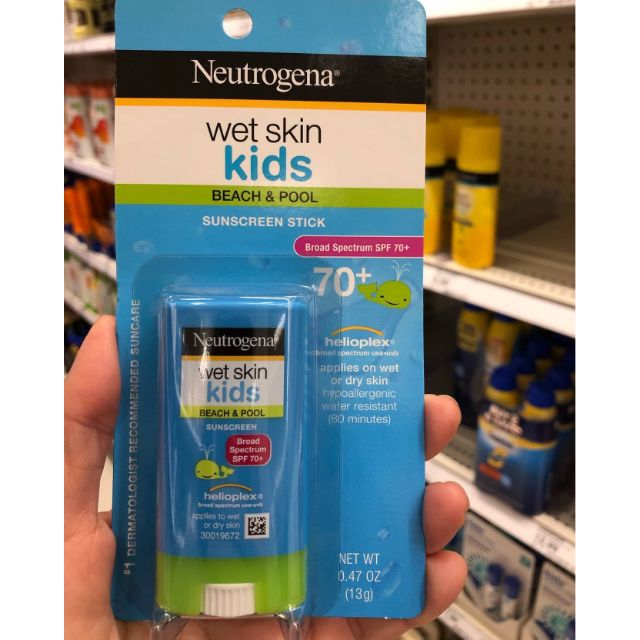 Neutrogena®
wet skin
kids
BEACH & POOL
SUNSCREEN STICK
Broad Spectrum SPF 70+
70+
helioplex®
broad spectrum uva•uvb
applies on wet
or dry skin
hypoallergenic
water resistant
(80 minutes)
NET WT
0.47 OZ
(13g)
#1 DERMATOLOGIST RECOMMENDED SUNCARE
Neutrogena®
wet skin
kids
BEACH & POOL
SUNSCREEN
Broad
Spectrum
SPF 70+
helioplex®
broad spectrum uva•uvb
applies to wet
or dry skin
30019672